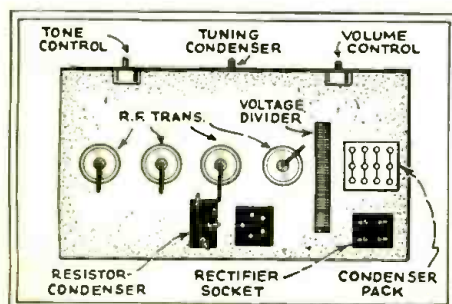 TONE
CONTROL
TUNING
CONDENSER
VOLUME
CONTROL
R.F. TRANS.
VOLTAGE
DIVIDER
RESISTOR-
CONDENSER
RECTIFIER
SOCKET
CONDENSER
PACK